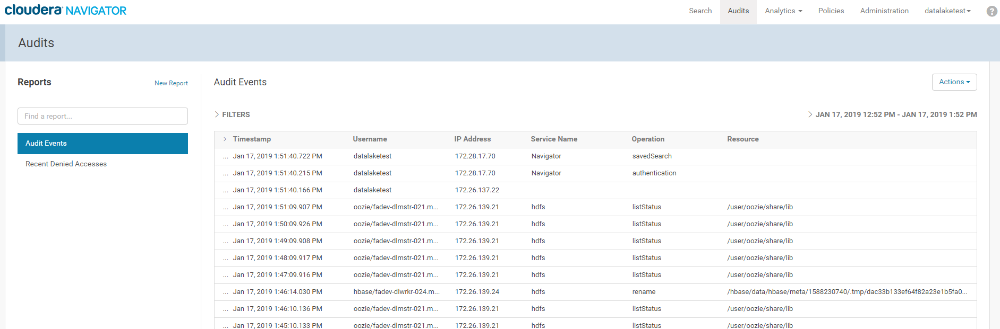 cloudera NAVIGATOR Search Audits Analytics Policies Administration datalaketest ?
Audits
Reports New Report
Find a report...
Audit Events
Recent Denied Accesses
Audit Events Actions
FILTERS JAN 17, 2019 12:52 PM - JAN 17, 2019 1:52 PM
Timestamp Username IP Address Service Name Operation Resource
... Jan 17, 2019 1:51:40.722 PM datalaketest 172.28.17.70 Navigator savedSearch
... Jan 17, 2019 1:51:40.215 PM datalaketest 172.28.17.70 Navigator authentication
... Jan 17, 2019 1:51:40.166 PM datalaketest 172.26.137.22
... Jan 17, 2019 1:51:09.907 PM oozie/fadev-dlmstr-021.m... 172.26.139.21 hdfs listStatus /user/oozie/share/lib
... Jan 17, 2019 1:50:09.926 PM oozie/fadev-dlmstr-021.m... 172.26.139.21 hdfs listStatus /user/oozie/share/lib
... Jan 17, 2019 1:49:09.908 PM oozie/fadev-dlmstr-021.m... 172.26.139.21 hdfs listStatus /user/oozie/share/lib
... Jan 17, 2019 1:48:09.917 PM oozie/fadev-dlmstr-021.m... 172.26.139.21 hdfs listStatus /user/oozie/share/lib
... Jan 17, 2019 1:47:09.916 PM oozie/fadev-dlmstr-021.m... 172.26.139.21 hdfs listStatus /user/oozie/share/lib
... Jan 17, 2019 1:46:14.030 PM hbase/fadev-dlwrkr-024.m... 172.26.139.24 hdfs rename /hbase/data/hbase/meta/1588230740/.tmp/dac33b133ef64f82a23e1b5fa0...
... Jan 17, 2019 1:46:10.136 PM oozie/fadev-dlmstr-021.m... 172.26.139.21 hdfs listStatus /user/oozie/share/lib
... Jan 17, 2019 1:45:10.133 PM oozie/fadev-dlmstr-021.m... 172.26.139.21 hdfs listStatus /user/oozie/share/lib